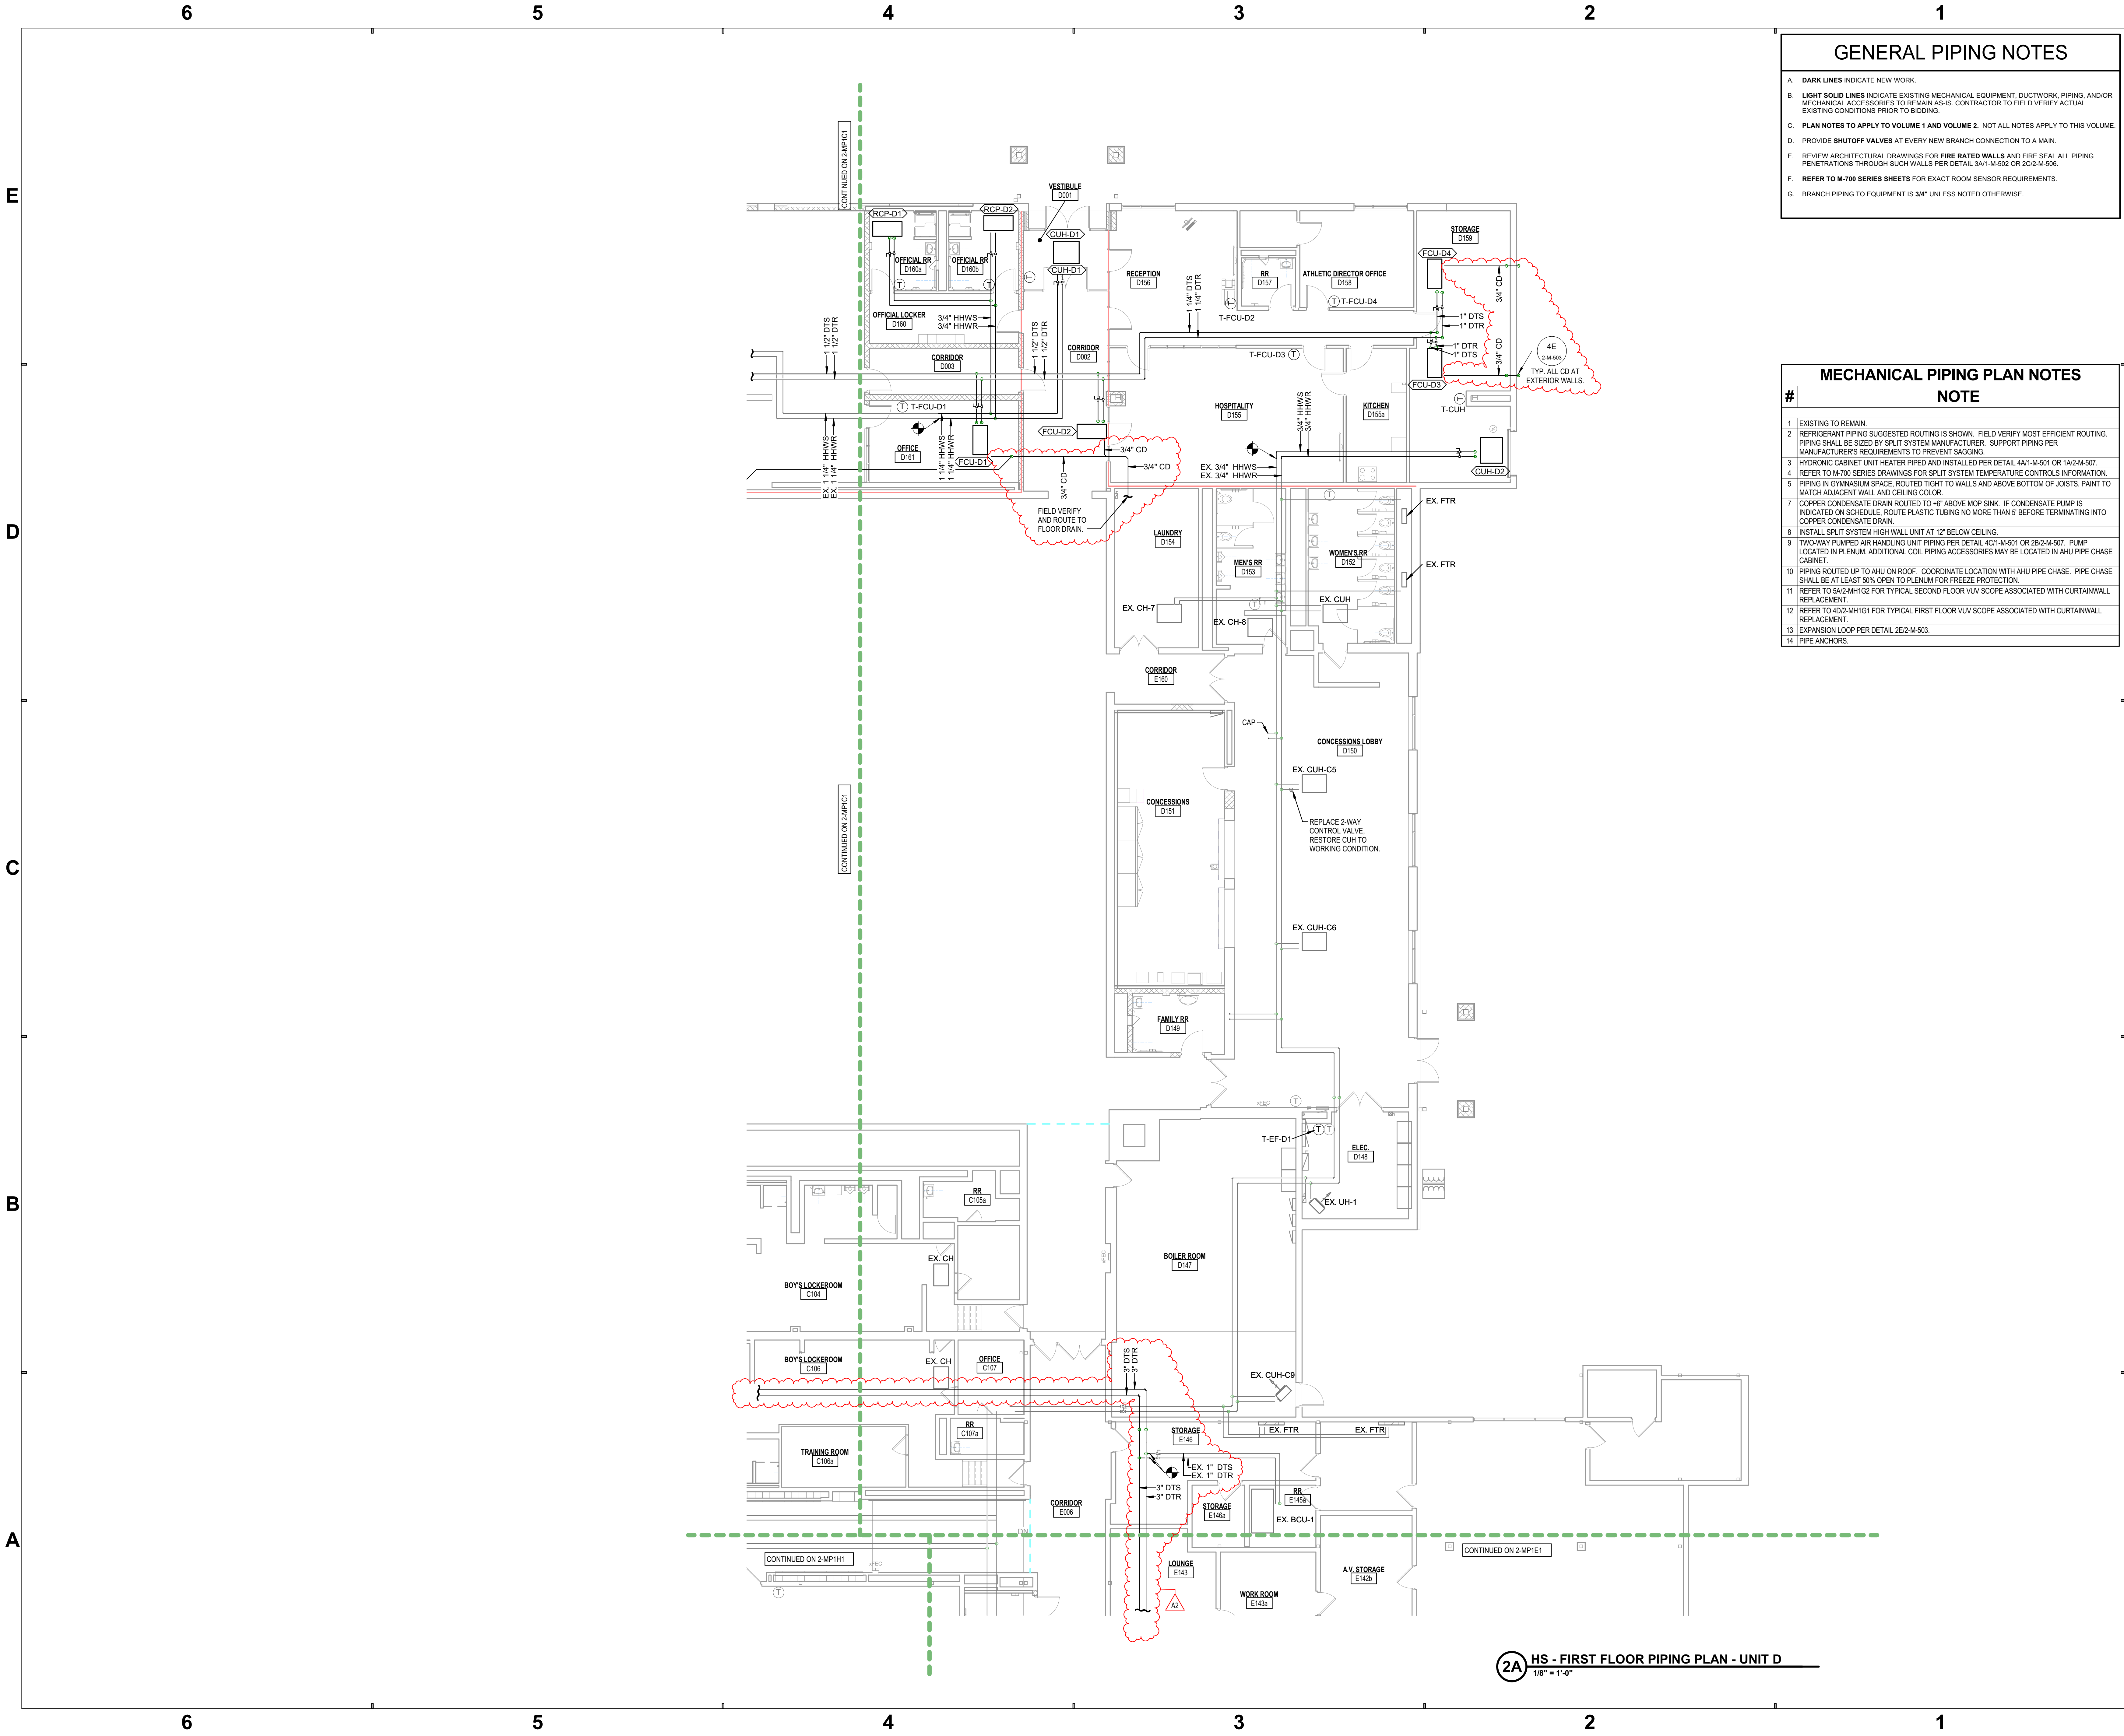 6
5
4
3
2
1
GENERAL PIPING NOTES
A. DARK LINES INDICATE NEW WORK.
B. LIGHT SOLID LINES INDICATE EXISTING MECHANICAL EQUIPMENT, DUCTWORK, PIPING, AND/OR
MECHANICAL ACCESSORIES TO REMAIN AS-IS. CONTRACTOR TO FIELD VERIFY ACTUAL
EXISTING CONDITIONS PRIOR TO BIDDING.
C. PLAN NOTES TO APPLY TO VOLUME 1 AND VOLUME 2. NOT ALL NOTES APPLY TO THIS VOLUME.
D. PROVIDE SHUTOFF VALVES AT EVERY NEW BRANCH CONNECTION TO A MAIN.
E. REVIEW ARCHITECTURAL DRAWINGS FOR FIRE RATED WALLS AND FIRE SEAL ALL PIPING
PENETRATIONS THROUGH SUCH WALLS PER DETAIL 3A/1-M-502 OR 2C/2-M-506.
F. REFER TO M-700 SERIES SHEETS FOR EXACT ROOM SENSOR REQUIREMENTS.
G. BRANCH PIPING TO EQUIPMENT IS 3/4" UNLESS NOTED OTHERWISE.
MECHANICAL PIPING PLAN NOTES
# NOTE
1 EXISTING TO REMAIN.
2 REFRIGERANT PIPING SUGGESTED ROUTING IS SHOWN. FIELD VERIFY MOST EFFICIENT ROUTING.
PIPING SHALL BE SIZED BY SPLIT SYSTEM MANUFACTURER. SUPPORT PIPING PER
MANUFACTURER'S REQUIREMENTS TO PREVENT SAGGING.
3 HYDRONIC CABINET UNIT HEATER PIPED AND INSTALLED PER DETAIL 4A/1-M-501 OR 1A/2-M-507.
4 REFER TO M-700 SERIES DRAWINGS FOR SPLIT SYSTEM TEMPERATURE CONTROLS INFORMATION.
5 PIPING IN GYMNASIUM SPACE, ROUTED TIGHT TO WALLS AND ABOVE BOTTOM OF JOISTS. PAINT TO
MATCH ADJACENT WALL AND CEILING COLOR.
7 COPPER CONDENSATE DRAIN ROUTED TO +6" ABOVE MOP SINK. IF CONDENSATE PUMP IS
INDICATED ON SCHEDULE, ROUTE PLASTIC TUBING NO MORE THAN 5' BEFORE TERMINATING INTO
COPPER CONDENSATE DRAIN.
8 INSTALL SPLIT SYSTEM HIGH WALL UNIT AT 12" BELOW CEILING.
9 TWO-WAY PUMPED AIR HANDLING UNIT PIPING PER DETAIL 4C/1-M-501 OR 2B/2-M-507. PUMP
LOCATED IN PLENUM. ADDITIONAL COIL PIPING ACCESSORIES MAY BE LOCATED IN AHU PIPE CHASE
CABINET.
10 PIPING ROUTED UP TO AHU ON ROOF. COORDINATE LOCATION WITH AHU PIPE CHASE. PIPE CHASE
SHALL BE AT LEAST 50% OPEN TO PLENUM FOR FREEZE PROTECTION.
11 REFER TO 5A/2-MH1G2 FOR TYPICAL SECOND FLOOR VUV SCOPE ASSOCIATED WITH CURTAINWALL
REPLACEMENT.
12 REFER TO 4D/2-MH1G1 FOR TYPICAL FIRST FLOOR VUV SCOPE ASSOCIATED WITH CURTAINWALL
REPLACEMENT.
13 EXPANSION LOOP PER DETAIL 2E/2-M-503.
14 PIPE ANCHORS.
E
CONTINUED ON 2-MP1C1
VESTIBULE
D001
RCP-D1
RCP-D2
CUH-D1
CUH-D1
OFFICIAL RR
D160a
OFFICIAL RR
D160b
T
T
T
RECEPTION
D156
RR
D157
ATHLETIC DIRECTOR OFFICE
D158
STORAGE
D159
FCU-D4
T
T-FCU-D2
T T-FCU-D4
1 1/4" DTS
1 1/4" DTR
3/4" CD
1" DTS
1" DTR
1" DTR
1" DTS
3/4" CD
4E
2-M-503
TYP. ALL CD AT
EXTERIOR WALLS.
OFFICIAL LOCKER
D160
3/4" HHWS
3/4" HHWR
1 1/2" DTS
1 1/2" DTR
1 1/2" DTS
1 1/2" DTR
CORRIDOR
D002
CORRIDOR
D003
T-FCU-D3 T
FCU-D3
T
T-CUH
T T-FCU-D1
FCU-D2
HOSPITALITY
D155
KITCHEN
D155a
3/4" HHWS
3/4" HHWR
OFFICE
D161
FCU-D1
EX. 1 1/4" HHWS
EX. 1 1/4" HHWR
1 1/4" HHWS
1 1/4" HHWR
3/4" CD
3/4" CD
3/4" CD
EX. 3/4" HHWS
EX. 3/4" HHWR
CUH-D2
FIELD VERIFY
AND ROUTE TO
FLOOR DRAIN.
D
LAUNDRY
D154
MEN'S RR
D153
WOMEN'S RR
D152
T
EX. FTR
EX. FTR
EX. CH-7
EX. CH-8
T
EX. CUH
CORRIDOR
E160
CAP
CONCESSIONS LOBBY
D150
EX. CUH-C5
CONCESSIONS
D151
REPLACE 2-WAY
CONTROL VALVE,
RESTORE CUH TO
WORKING CONDITION.
CONTINUED ON 2-MP1C1
C
EX. CUH-C6
FAMILY RR
D149
eFEC
T
T-EF-D1
T
T
ELEC.
D148
B
RR
C105a
EX. UH-1
EX. CH
BOY'S LOCKEROOM
C104
FEC
BOILER ROOM
D147
BOY'S LOCKEROOM
C106
EX. CH
OFFICE
C107
3" DTS
3" DTR
EX. CUH-C9
RR
C107a
STORAGE
E146
EX. FTR
EX. FTR
TRAINING ROOM
C106a
EX. 1" DTS
EX. 1" DTR
3" DTS
3" DTR
CORRIDOR
E006
STORAGE
E146a
RR
E145a
EX. BCU-1
DN
A
CONTINUED ON 2-MP1H1
eFEC
T
LOUNGE
E143
A2
WORK ROOM
E143a
A.V. STORAGE
E142b
CONTINUED ON 2-MP1E1
2A
HS - FIRST FLOOR PIPING PLAN - UNIT D
1/8" = 1'-0"
E
D
C
B
A
6
5
4
3
2
1